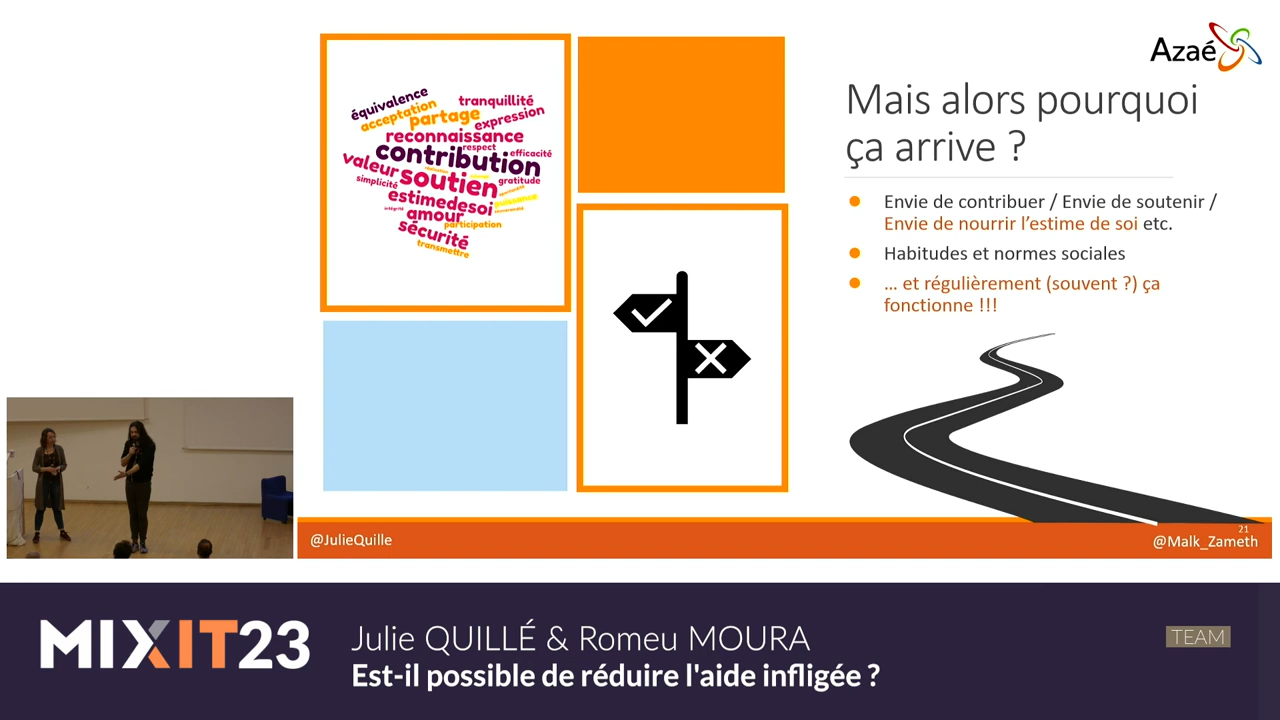 Azaé
équivalence
acceptation
tranquillité
partage
expression
reconnaissance
respect
contribution
efficacité
valeur
soutien
gratitude
simplicité
estimedesoi
puissance
intégrité
amour
participation
sécurité
transmettre
Mais alors pourquoi
ça arrive ?
Envie de contribuer / Envie de soutenir /
Envie de nourrir l'estime de soi etc.
Habitudes et normes sociales
... et régulièrement (souvent ?) ça
fonctionne !!!
21
@JulieQuille
@Malk_Zameth
MIXIT23
Julie QUILLÉ & Romeu MOURA
TEAM
Est-il possible de réduire l'aide infligée ?